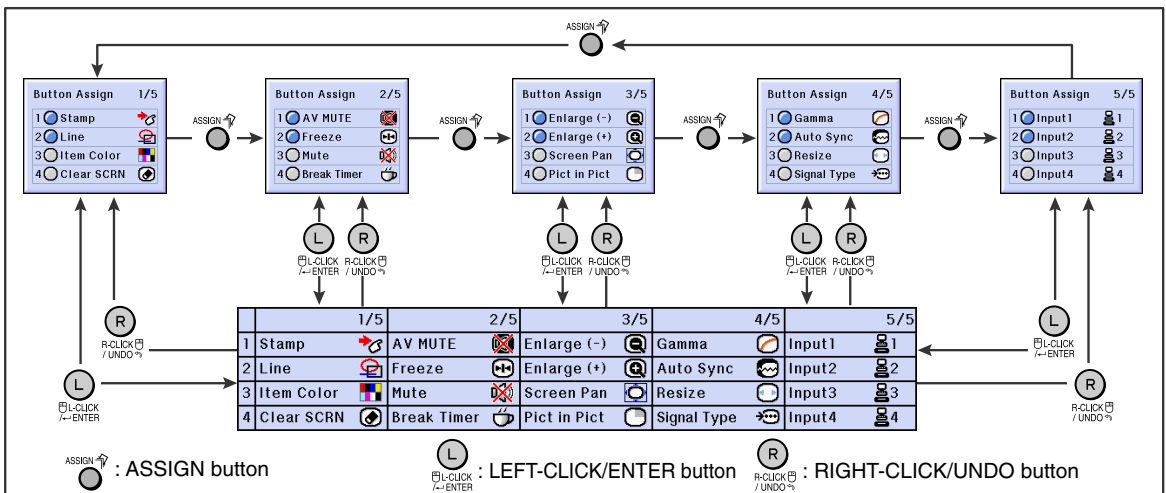 ASSIGN
Button Assign 1/5
1 Stamp
2 Line
3 Item Color
4 Clear SCRN
ASSIGN
Button Assign 2/5
1 AV MUTE
2 Freeze
3 Mute
4 Break Timer
ASSIGN
Button Assign 3/5
1 Enlarge (-)
2 Enlarge (+)
3 Screen Pan
4 Pict in Pict
ASSIGN
Button Assign 4/5
1 Gamma
2 Auto Sync
3 Resize
4 Signal Type
ASSIGN
Button Assign 5/5
1 Input1 1
2 Input2 2
3 Input3 3
4 Input4 4
L
L-CLICK
/ ENTER
R
R-CLICK
/ UNDO
L
L-CLICK
/ ENTER
R
R-CLICK
/ UNDO
L
L-CLICK
/ ENTER
R
R-CLICK
/ UNDO
R
R-CLICK
/ UNDO
L
L-CLICK
/ ENTER
L
L-CLICK
/ ENTER
R
R-CLICK
/ UNDO
1/5 2/5 3/5 4/5 5/5
1 Stamp AV MUTE Enlarge (-) Gamma Input1 1
2 Line Freeze Enlarge (+) Auto Sync Input2 2
3 Item Color Mute Screen Pan Resize Input3 3
4 Clear SCRN Break Timer Pict in Pict Signal Type Input4 4
ASSIGN : ASSIGN button
L L-CLICK / ENTER : LEFT-CLICK/ENTER button
R R-CLICK / UNDO : RIGHT-CLICK/UNDO button